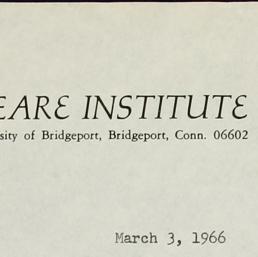 EARE INSTITUTE
sity of Bridgeport, Bridgeport, Conn. 06602
March 3, 1966